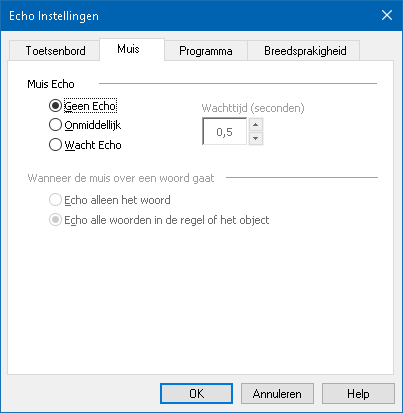 Echo Instellingen
Toetsenbord Muis Programma Breedsprakigheid
Muis Echo
Geen Echo Wachttijd (seconden)
Onmiddellijk 0,5
Wacht Echo
Wanneer de muis over een woord gaat
Echo alleen het woord
Echo alle woorden in de regel of het object
OK Annuleren Help